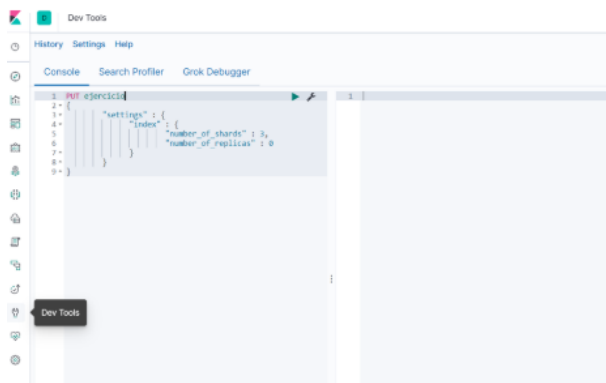 D Dev Tools
History Settings Help
Console Search Profiler Grok Debugger
1 PUT ejercicio
2 {
3 "settings" : {
4 "index" : {
5 "number_of_shards" : 3,
6 "number_of_replicas" : 0
7 }
8 }
9 }
1
Dev Tools